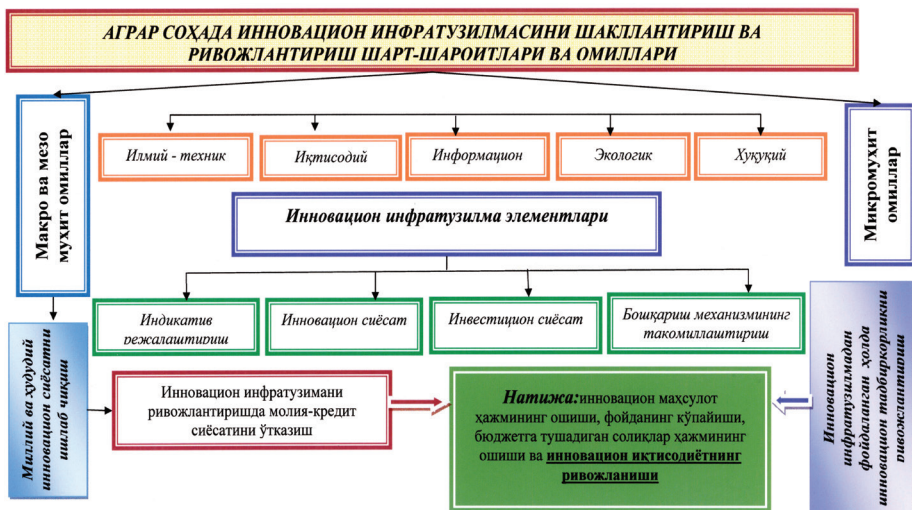 АГРАР СОҲАДА ИННОВАЦИОН ИНФРАТУЗИЛМАСИНИ ШАКЛЛАНТИРИШ ВА
РИВОЖЛАНТИРИШ ШАРТ-ШАРОИТЛАРИ ВА ОМИЛЛАРИ
Макро ва мезо
муҳит омиллар
Илмий - техник
Иқтисодий
Информацион
Экологик
Хуқуқий
Микромуҳит
омиллар
Инновацион инфратузилма элементлари
Индикатив
режалаштириш
Инновацион сиёсат
Инвестицион сиёсат
Бошқариш механизмининг
такомиллаштириш
Миллий ва ҳудудий
инновацион сиёсатни
ишлаб чиқиш
Инновацион инфратузимани
ривожлантиришда молия-кредит
сиёсатини ўтказиш
Натижа:инновацион маҳсулот
ҳажмининг ошиши, фойданинг кўпайиши,
бюджетга тушадиган солиқлар ҳажмининг
ошиши ва инновацион иқтисодиётнинг
ривожланиши
Инновацион
инфратузилмадан
фойдаланган ҳолда
инновацион тадбаркорликни
ривожлантириш